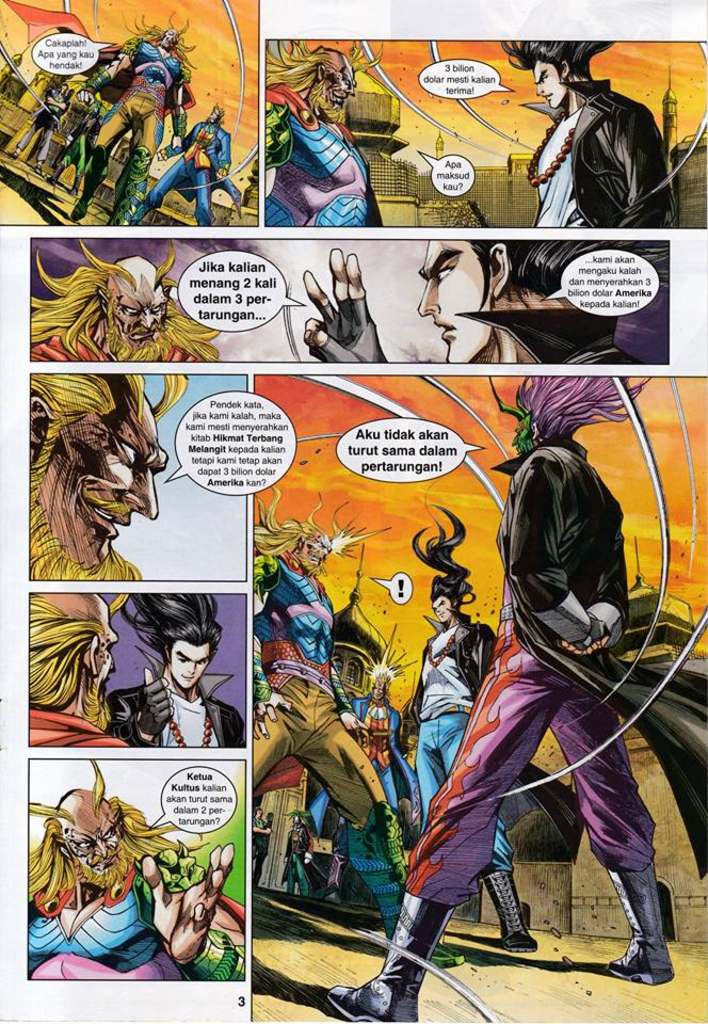 Cakaplah!
Apa yang kau
hendak!
3 bilion
dolar mesti kalian
terima!
Apa
maksud
kau?
Jika kalian
menang 2 kali
dalam 3 per-
tarungan...
...kami akan
mengaku kalah
dan menyerahkan 3
bilion dolar Amerika
kepada kalian!
Pendek kata,
jika kami kalah, maka
kami mesti menyerahkan
kitab Hikmat Terbang
Melangit kepada kalian
tetapi kami tetap akan
dapat 3 bilion dolar
Amerika kan?
Aku tidak akan
turut sama dalam
pertarungan!
!
Ketua
Kultus kalian
akan turut sama
dalam 2 per-
tarungan?
3